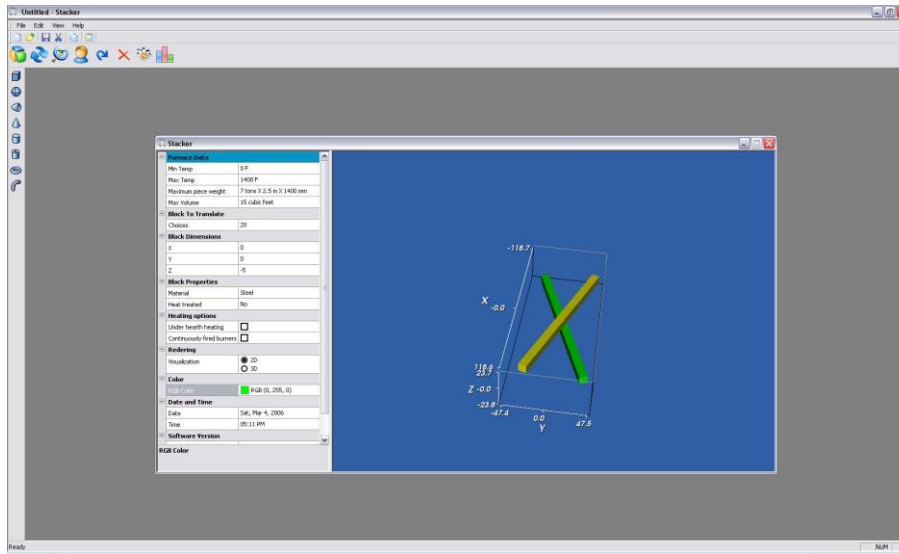 Untitled - Stacker
File Edit View Help
Stacker
Furnace Data
Min Temp 0 F
Max Temp 1400 F
Maximum piece weight 7 tons X 2.5 m X 1400 mm
Max Volume 15 cubic feet
Block To Translate
Choices 20
Block Dimensions
X 0
Y 0
Z -5
Block Properties
Material Steel
Heat treated No
Heating options
Under hearth heating
Continuously fired burners
Redering
Visualization 2D
3D
Color
RGB Color RGB (0, 255, 0)
Date and Time
Date Sat, Mar 4, 2006
Time 05:11 PM
Software Version
RGB Color
-116.7
X -0.0
116.6
23.7
Z -0.0
-23.6
-47.4
0.0
47.5
Y
Ready NUM